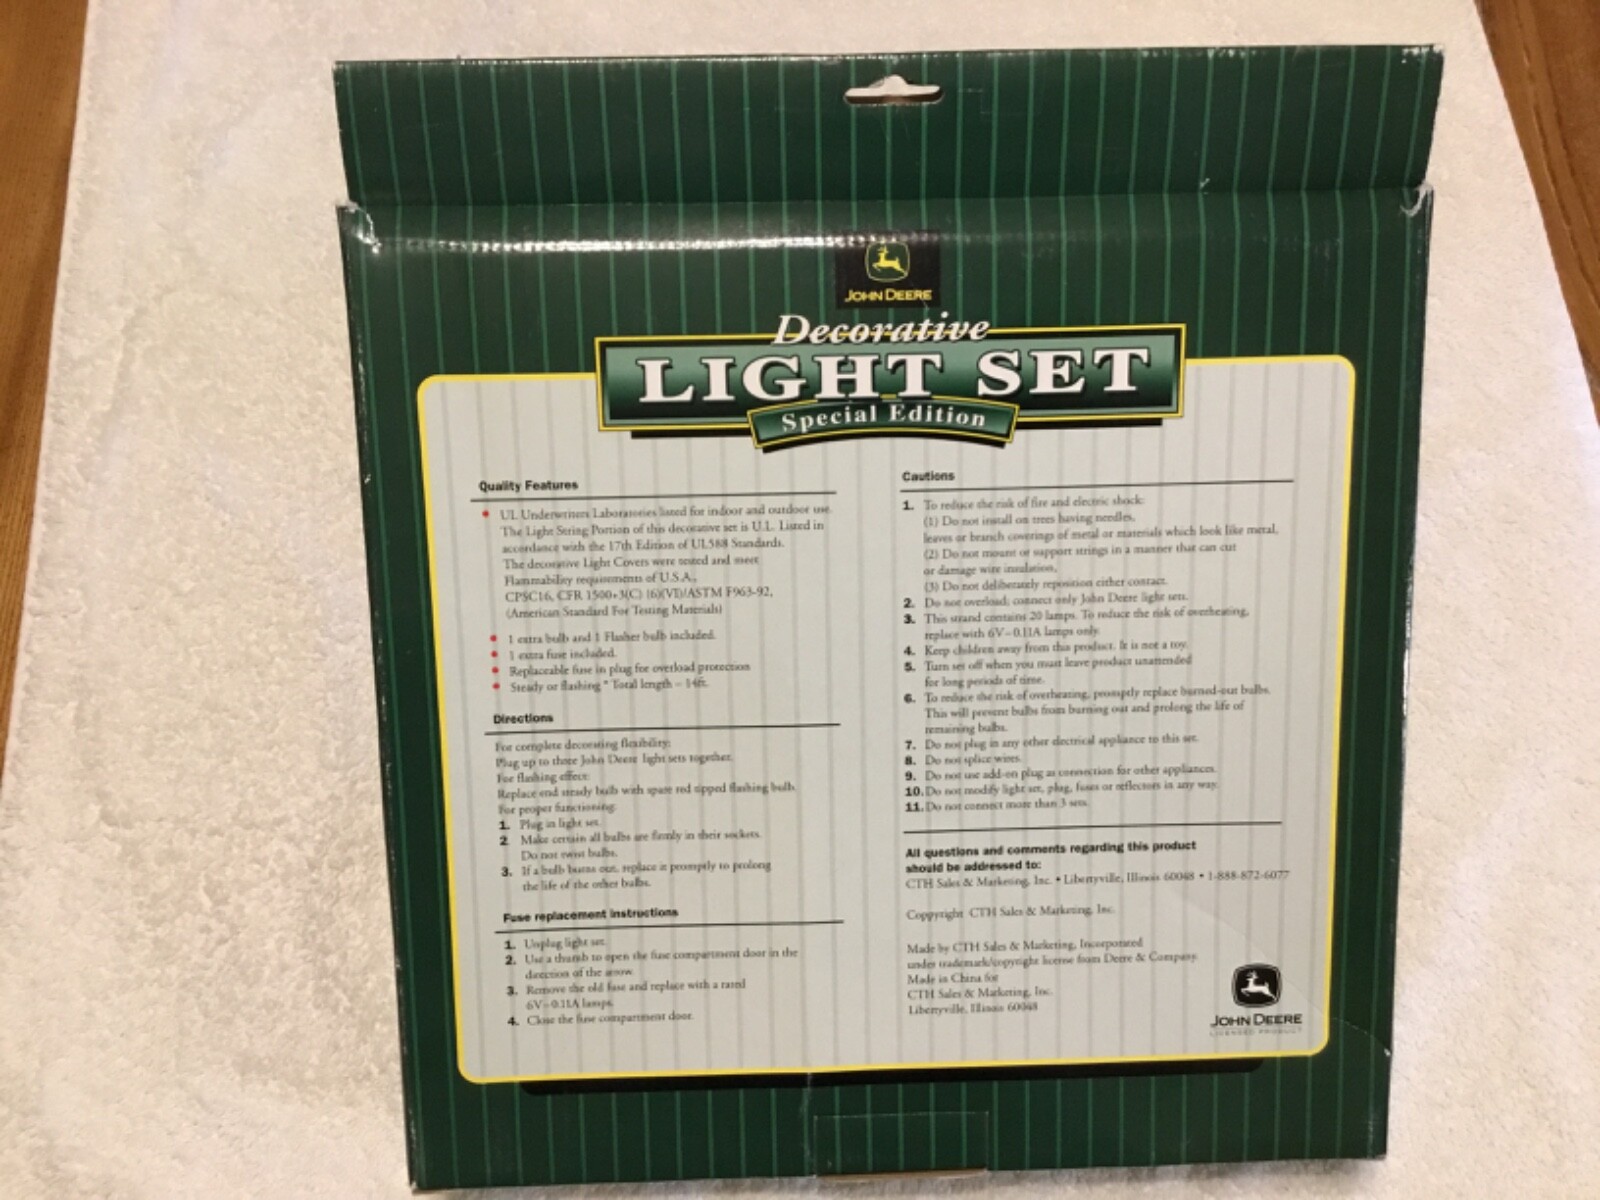 JOHN DEERE
Decorative
LIGHT SET
Special Edition
Quality Features
UL Underwriters Laboratories listed for indoor and outdoor use.
The Light String Portion of this decorative set is U.L. Listed in
accordance with the 17th Edition of UL588 Standards.
The decorative Light Covers were tested and meet
Flammability requirements of U.S.A.,
CPSC16, CFR 1500+3(C) (6)(VI)/ASTM F963-92,
(American Standard For Testing Materials)
1 extra bulb and 1 Flasher bulb included.
1 extra fuse included.
Replaceable fuse in plug for overload protection
Steady or flashing * Total length – 14ft.
Directions
For complete decorating flexibility:
Plug up to three John Deere light sets together.
For flashing effect:
Replace end steady bulb with spare red tipped flashing bulb.
For proper functioning:
1. Plug in light set.
2. Make certain all bulbs are firmly in their sockets.
Do not twist bulbs.
3. If a bulb burns out, replace it promptly to prolong
the life of the other bulbs.
Fuse replacement instructions
1. Unplug light set.
2. Use a thumb to open the fuse compartment door in the
direction of the arrow.
3. Remove the old fuse and replace with a rated
6V–0.11A lamps.
4. Close the fuse compartment door.
Cautions
1. To reduce the risk of fire and electric shock:
(1) Do not install on trees having needles,
leaves or branch coverings of metal or materials which look like metal,
(2) Do not mount or support strings in a manner that can cut
or damage wire insulation,
(3) Do not deliberately reposition either contact.
2. Do not overload; connect only John Deere light sets.
3. This strand contains 20 lamps. To reduce the risk of overheating,
replace with 6V–0.11A lamps only.
4. Keep children away from this product. It is not a toy.
5. Turn set off when you must leave product unattended
for long periods of time.
6. To reduce the risk of overheating, promptly replace burned-out bulbs.
This will prevent bulbs from burning out and prolong the life of
remaining bulbs.
7. Do not plug in any other electrical appliance to this set.
8. Do not splice wires.
9. Do not use add-on plug as connection for other appliances.
10. Do not modify light set, plug, fuses or reflectors in any way.
11. Do not connect more than 3 sets.
All questions and comments regarding this product
should be addressed to:
CTH Sales & Marketing, Inc. • Libertyville, Illinois 60048 • 1-888-872-6077
Coppyright CTH Sales & Marketing, Inc.
Made by CTH Sales & Marketing, Incorporated
under trademark/copyright license from Deere & Company.
Made in China for
CTH Sales & Marketing, Inc.
Libertyville, Illinois 60048
JOHN DEERE
LICENSED PRODUCT